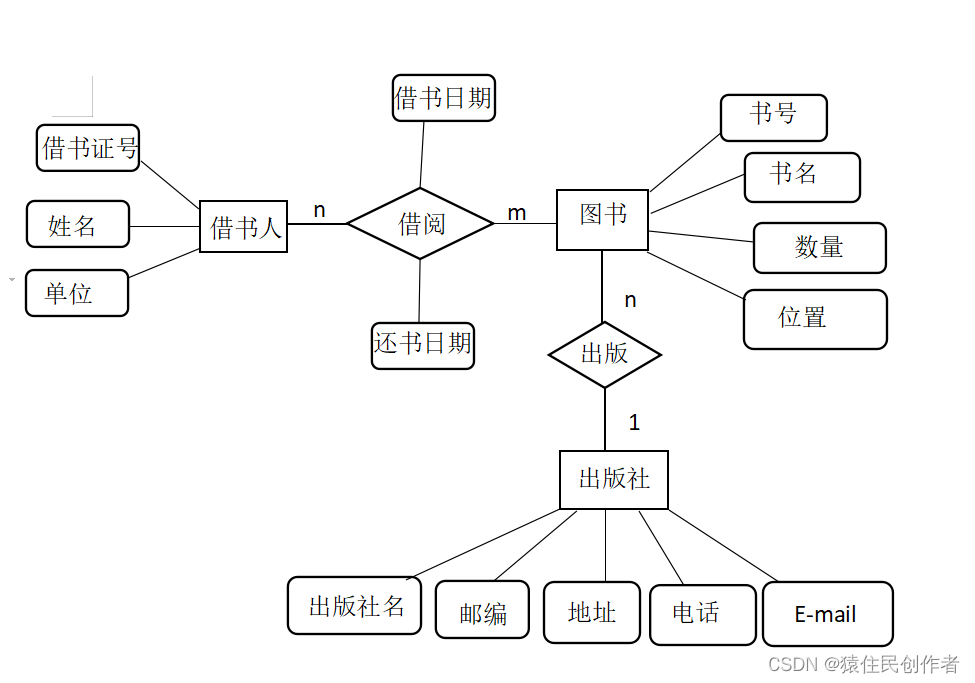 借书日期
书号
借书证号
书名
n
m
图书
姓名
借书人
借阅
数量
单位
n
位置
还书日期
出版
1
出版社
出版社名
邮编
地址
电话
E-mail
CSDN @猿住民创作者